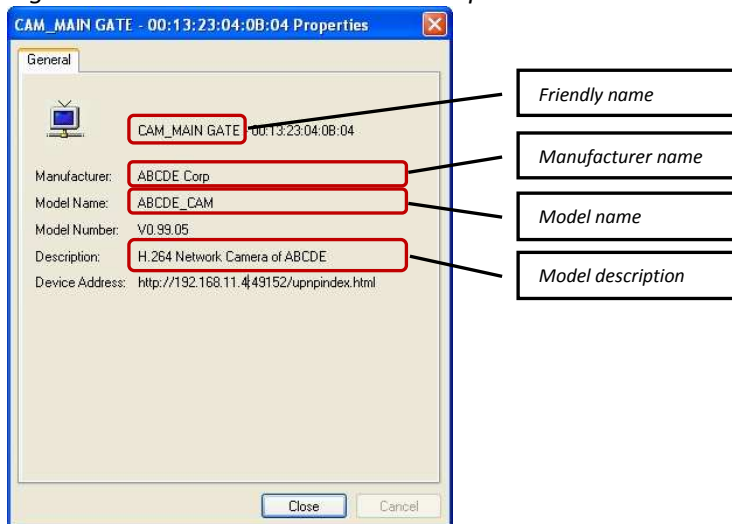 CAM_MAIN GATE - 00:13:23:04:0B:04 Properties
General
CAM_MAIN GATE - 00:13:23:04:0B:04
Manufacturer: ABCDE Corp
Model Name: ABCDE_CAM
Model Number: V0.99.05
Description: H.264 Network Camera of ABCDE
Device Address: http://192.168.11.4:49152/upnpindex.html
Close Cancel
Friendly name
Manufacturer name
Model name
Model description